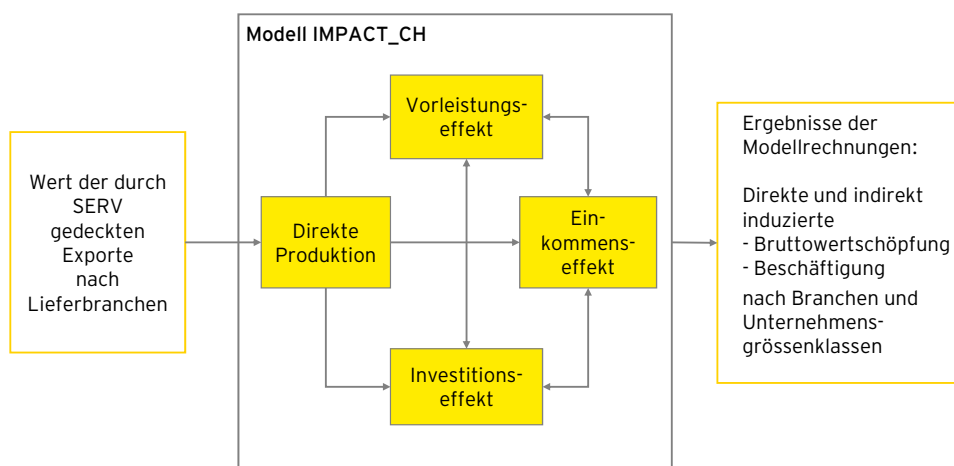 Modell IMPACT_CH
Wert der durch
SERV
gedeckten
Exporte
nach
Lieferbranchen
Direkte
Produktion
Vorleistungs-
effekt
Ein-
kommens-
effekt
Investitions-
effekt
Ergebnisse der
Modellrechnungen:
Direkte und indirekt
induzierte
- Bruttowertschöpfung
- Beschäftigung
nach Branchen und
Unternehmens-
grössenklassen